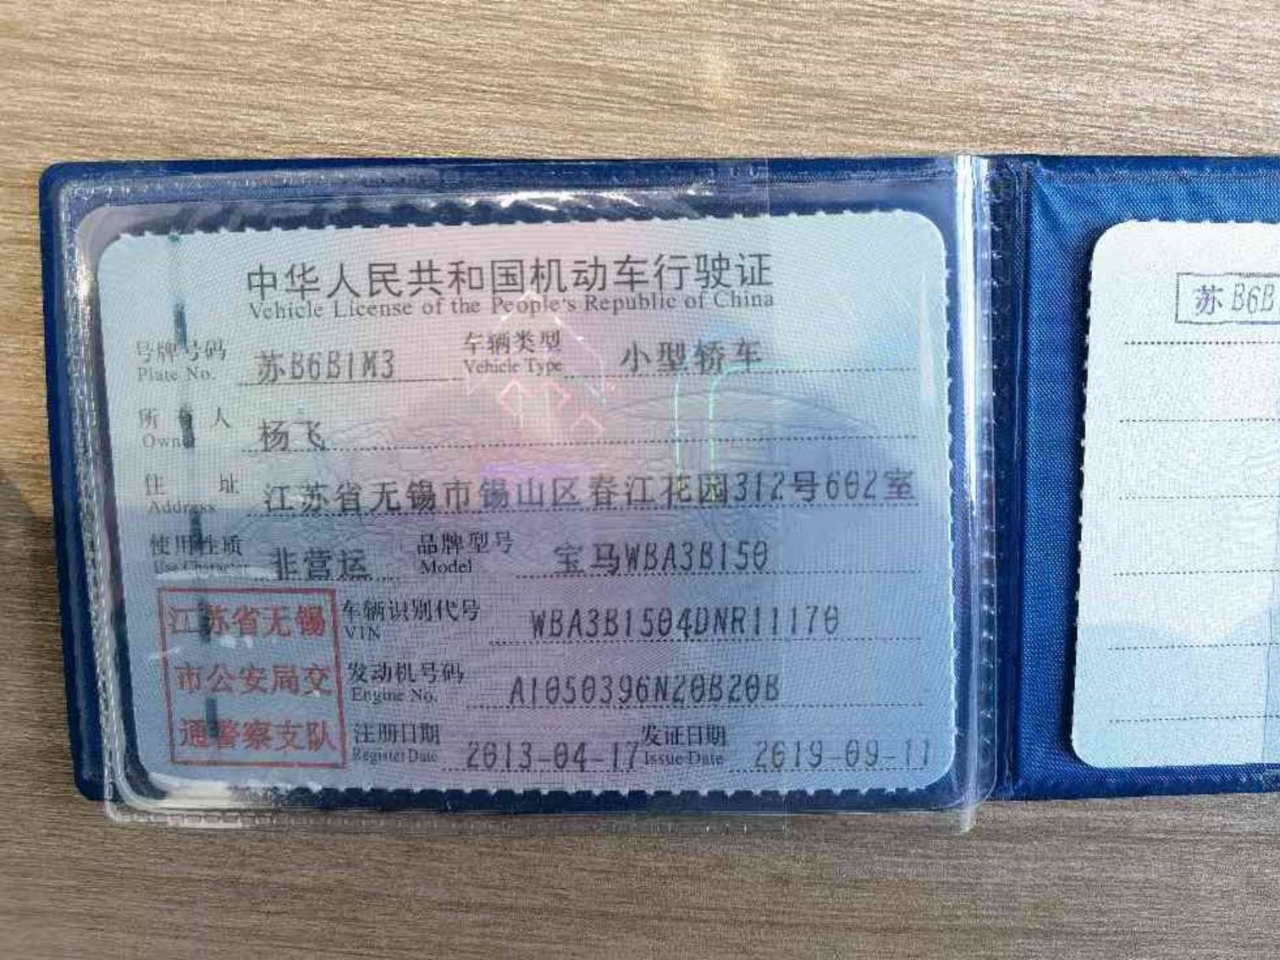 中华人民共和国机动车行驶证
Vehicle License of the People's Republic of China
号牌号码 苏B6B1M3 车辆类型 小型轿车
Plate No. Vehicle Type
所有人 杨飞
Owner
住址 江苏省无锡市锡山区春江花园312号602室
Address
使用性质 非营运 品牌型号 宝马WBA3B150
Use Character Model
江苏省无锡
市公安局交
通警察支队
车辆识别代号 WBA3B1504DNR11170
VIN
发动机号码 A1050396N20B20B
Engine No.
注册日期 2013-04-17 发证日期 2019-09-11
Register Date Issue Date
苏B6B